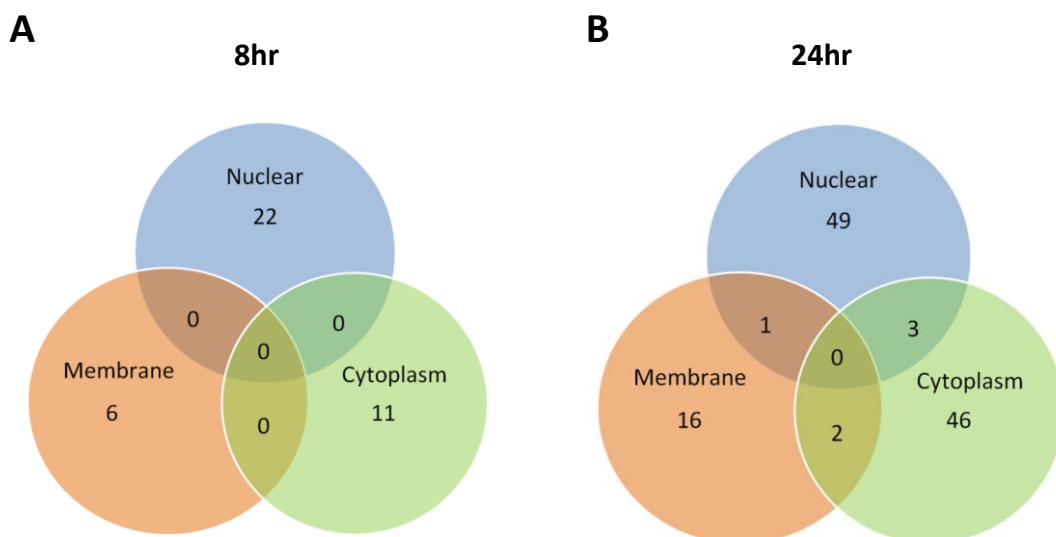 A
8hr
Nuclear
22
0
0
0
Membrane
6
Cytoplasm
11
0
B
24hr
Nuclear
49
1
0
3
Membrane
16
Cytoplasm
46
2